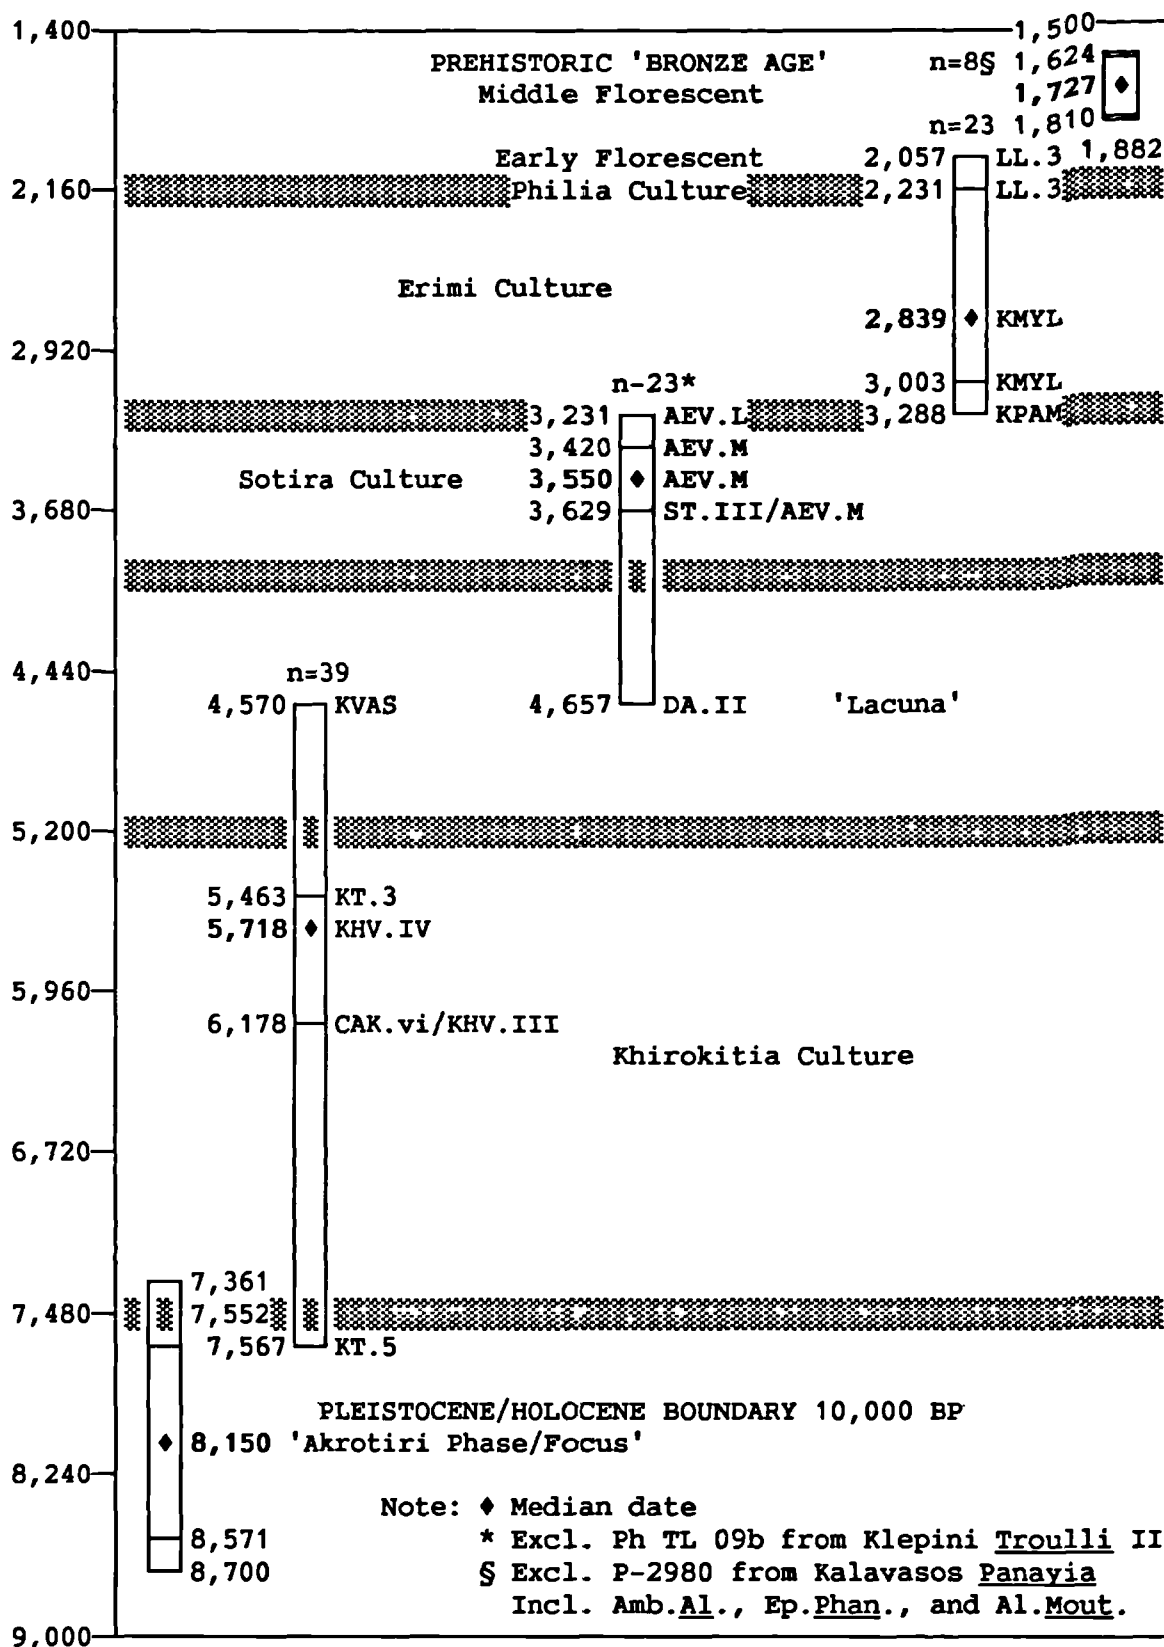 1,400 1,500
PREHISTORIC 'BRONZE AGE' n=8§ 1,624
Middle Florescent 1,727 ♦
n=23 1,810
Early Florescent 2,057 LL.3 1,882
2,160 Philia Culture 2,231 LL.3
Erimi Culture
2,839 ♦ KMYL
2,920
n-23* 3,003 KMYL
3,231 AEV.L 3,288 KPAM
3,420 AEV.M
Sotira Culture 3,550 ♦ AEV.M
3,680 3,629 ST.III/AEV.M
4,440 n=39
4,570 KVAS 4,657 DA.II 'Lacuna'
5,200
5,463 KT.3
5,718 ♦ KHV.IV
5,960
6,178 CAK.vi/KHV.III
Khirokitia Culture
6,720
7,361
7,480 7,552
7,567 KT.5
PLEISTOCENE/HOLOCENE BOUNDARY 10,000 BP
♦ 8,150 'Akrotiri Phase/Focus'
8,240
Note: ♦ Median date
8,571 * Excl. Ph TL 09b from Klepini Troulli II
8,700 § Excl. P-2980 from Kalavasos Panayia
Incl. Amb.Al., Ep.Phan., and Al.Mout.
9,000